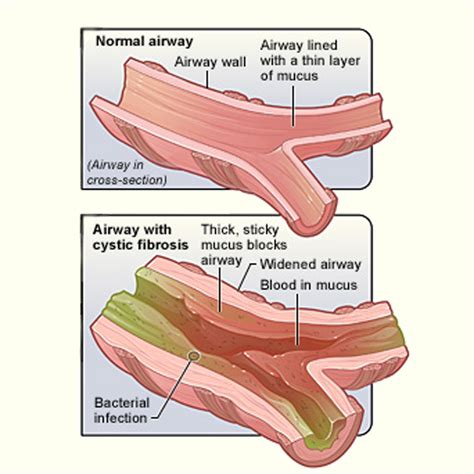 Normal airway
Airway wall
Airway lined
with a thin layer
of mucus
(Airway in
cross-section)
Airway with
cystic fibrosis
Thick, sticky
mucus blocks
airway
Widened airway
Blood in mucus
Bacterial
infection